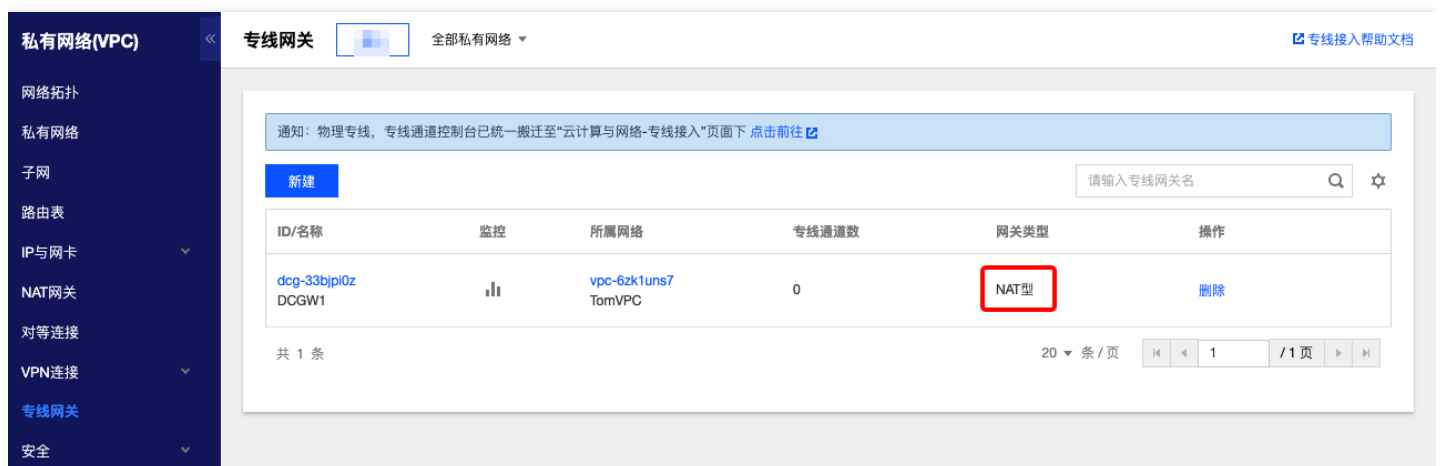 私有网络(VPC)
专线网关
全部私有网络
专线接入帮助文档
网络拓扑
私有网络
子网
路由表
IP与网卡
NAT网关
对等连接
VPN连接
专线网关
安全
通知：物理专线，专线通道控制台已统一搬迁至“云计算与网络-专线接入”页面下 点击前往
新建
请输入专线网关名
ID/名称 监控 所属网络 专线通道数 网关类型 操作
dcg-33bjpi0z vpc-6zk1uns7
DCGW1 TomVPC 0 NAT型 删除
共 1 条 20 条 / 页 1 / 1 页